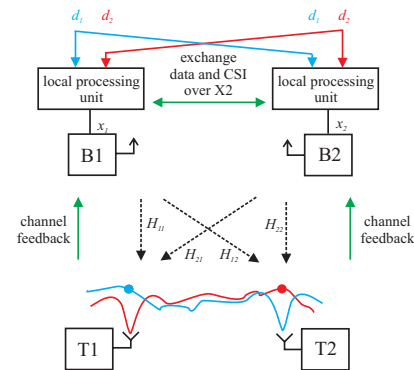 d1 d2 d1 d2
local processing unit
exchange data and CSI over X2
local processing unit
x1 x2
B1 B2
channel feedback
H11 H21 H12 H22
channel feedback
T1 T2